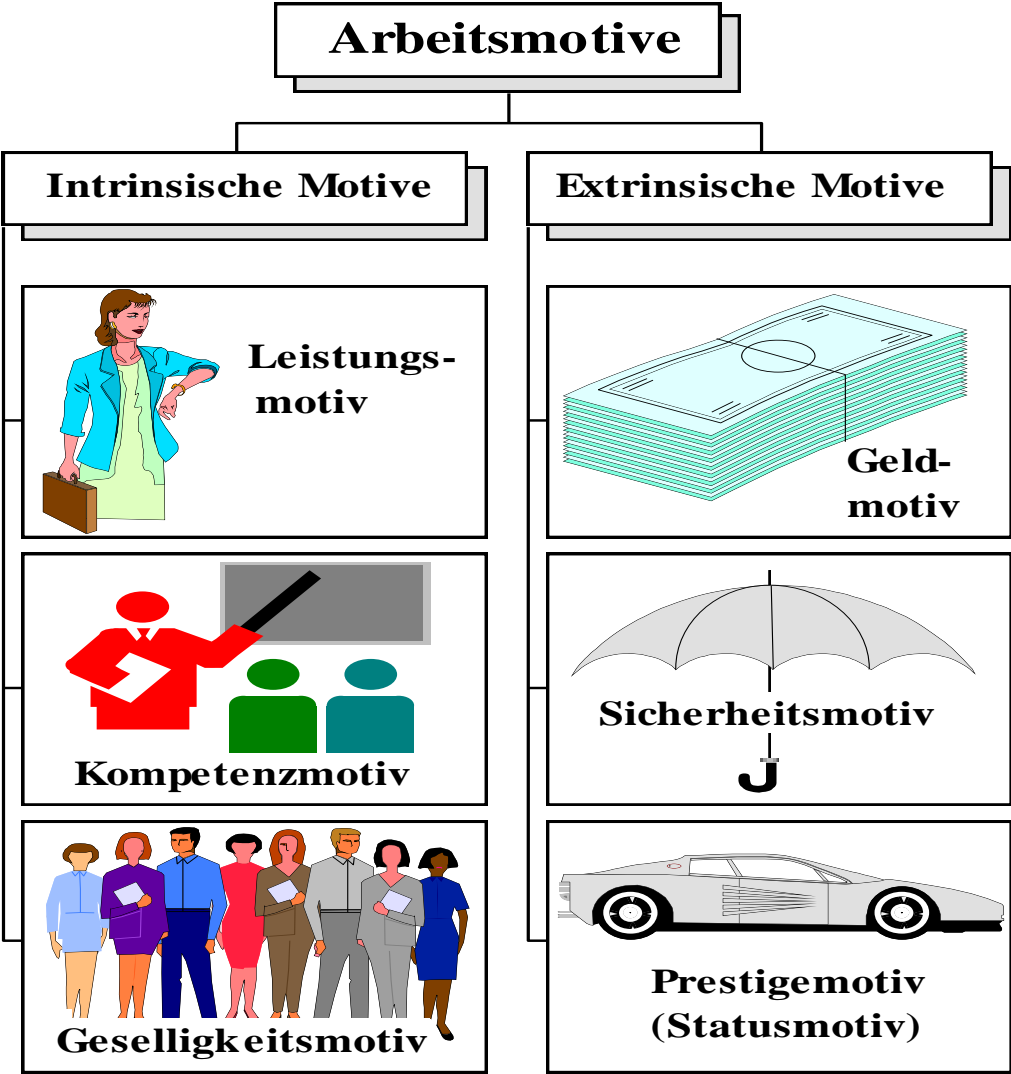 Arbeitsmotive
Intrinsische Motive
Extrinsische Motive
Leistungs-
motiv
Geld-
motiv
Kompetenzmotiv
Sicherheitsmotiv
Geselligkeitsmotiv
Prestigemotiv
(Statusmotiv)